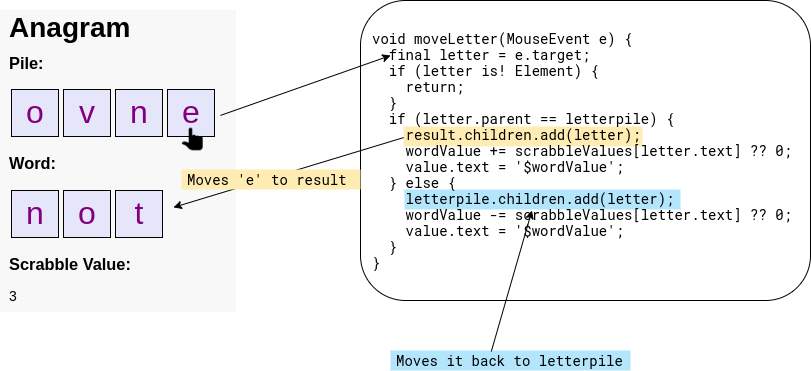 Anagram
Pile:
o v n e
Word:
n o t
Scrabble Value:
3
Moves 'e' to result
void moveLetter(MouseEvent e) {
  final letter = e.target;
  if (letter is! Element) {
    return;
  }
  if (letter.parent == letterpile) {
    result.children.add(letter);
    wordValue += scrabbleValues[letter.text] ?? 0;
    value.text = '$wordValue';
  } else {
    letterpile.children.add(letter);
    wordValue -= scrabbleValues[letter.text] ?? 0;
    value.text = '$wordValue';
  }
}
Moves it back to letterpile